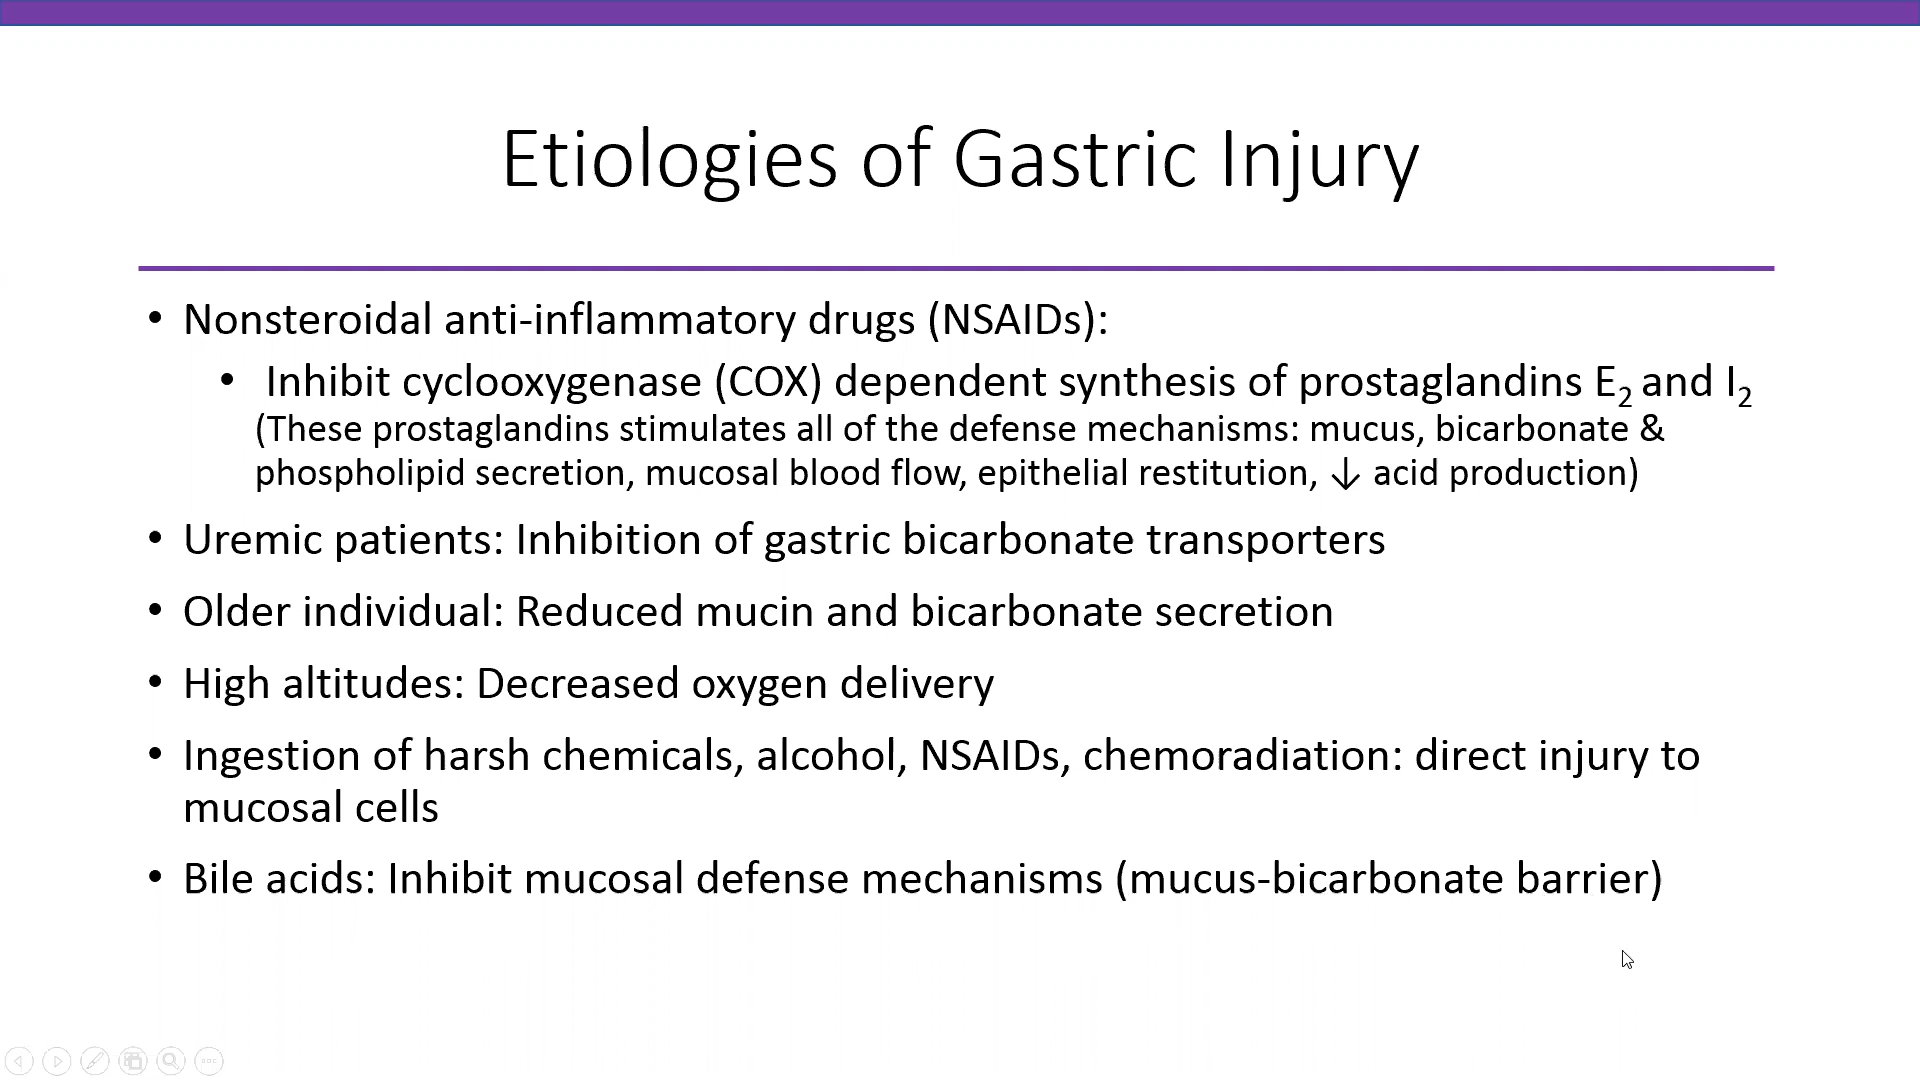 Etiologies of Gastric Injury
• Nonsteroidal anti-inflammatory drugs (NSAIDs):
• Inhibit cyclooxygenase (COX) dependent synthesis of prostaglandins E₂ and I₂
(These prostaglandins stimulates all of the defense mechanisms: mucus, bicarbonate &
phospholipid secretion, mucosal blood flow, epithelial restitution, ↓ acid production)
• Uremic patients: Inhibition of gastric bicarbonate transporters
• Older individual: Reduced mucin and bicarbonate secretion
• High altitudes: Decreased oxygen delivery
• Ingestion of harsh chemicals, alcohol, NSAIDs, chemoradiation: direct injury to
mucosal cells
• Bile acids: Inhibit mucosal defense mechanisms (mucus-bicarbonate barrier)